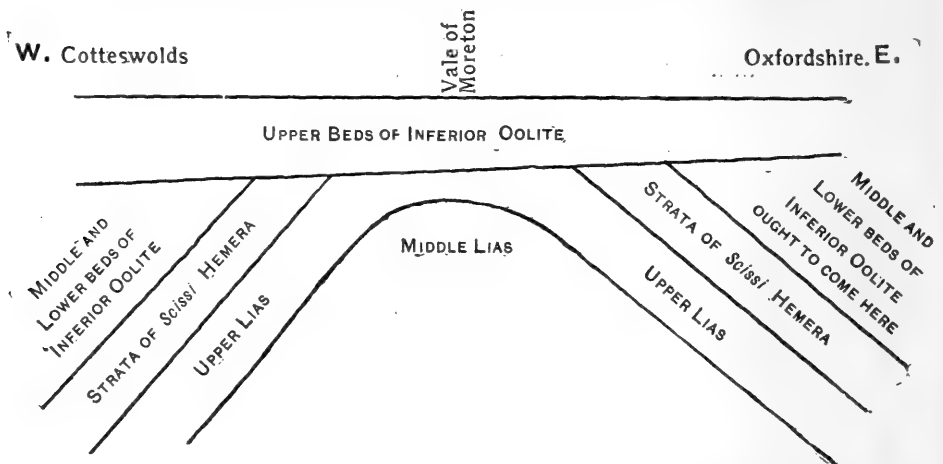 W. Cotteswolds
Vale of
Moreton
Oxfordshire. E.
UPPER BEDS OF INFERIOR OOLITE
MIDDLE AND
LOWER BEDS OF
INFERIOR OOLITE
STRATA OF Scissi HEMERA
UPPER LIAS
MIDDLE LIAS
UPPER LIAS
STRATA OF Scissi HEMERA
MIDDLE AND
LOWER BEDS OF
INFERIOR OOLITE
OUGHT TO COME HERE